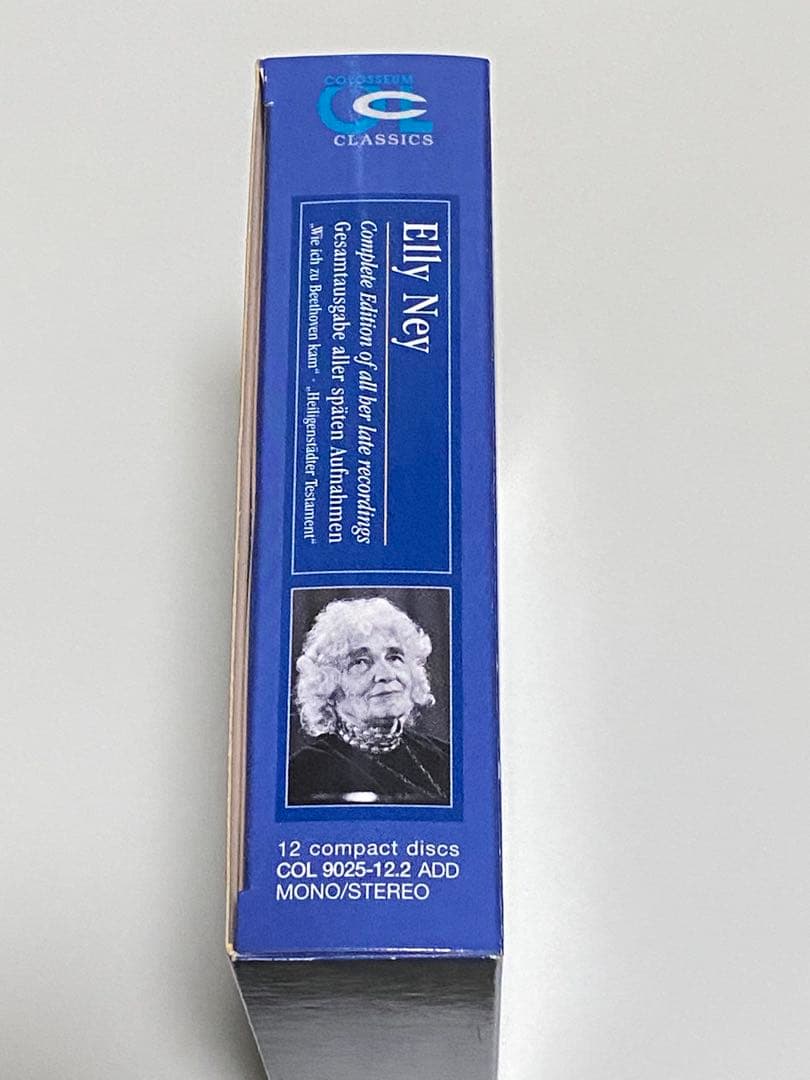 COLOSSEUM
COL
CLASSICS
Elly Ney
Complete Edition of all her late recordings
Gesamtausgabe aller späten Aufnahmen
„Wie ich zu Beethoven kam“ · „Heiligenstädter Testament“
12 compact discs
COL 9025-12.2 ADD
MONO/STEREO